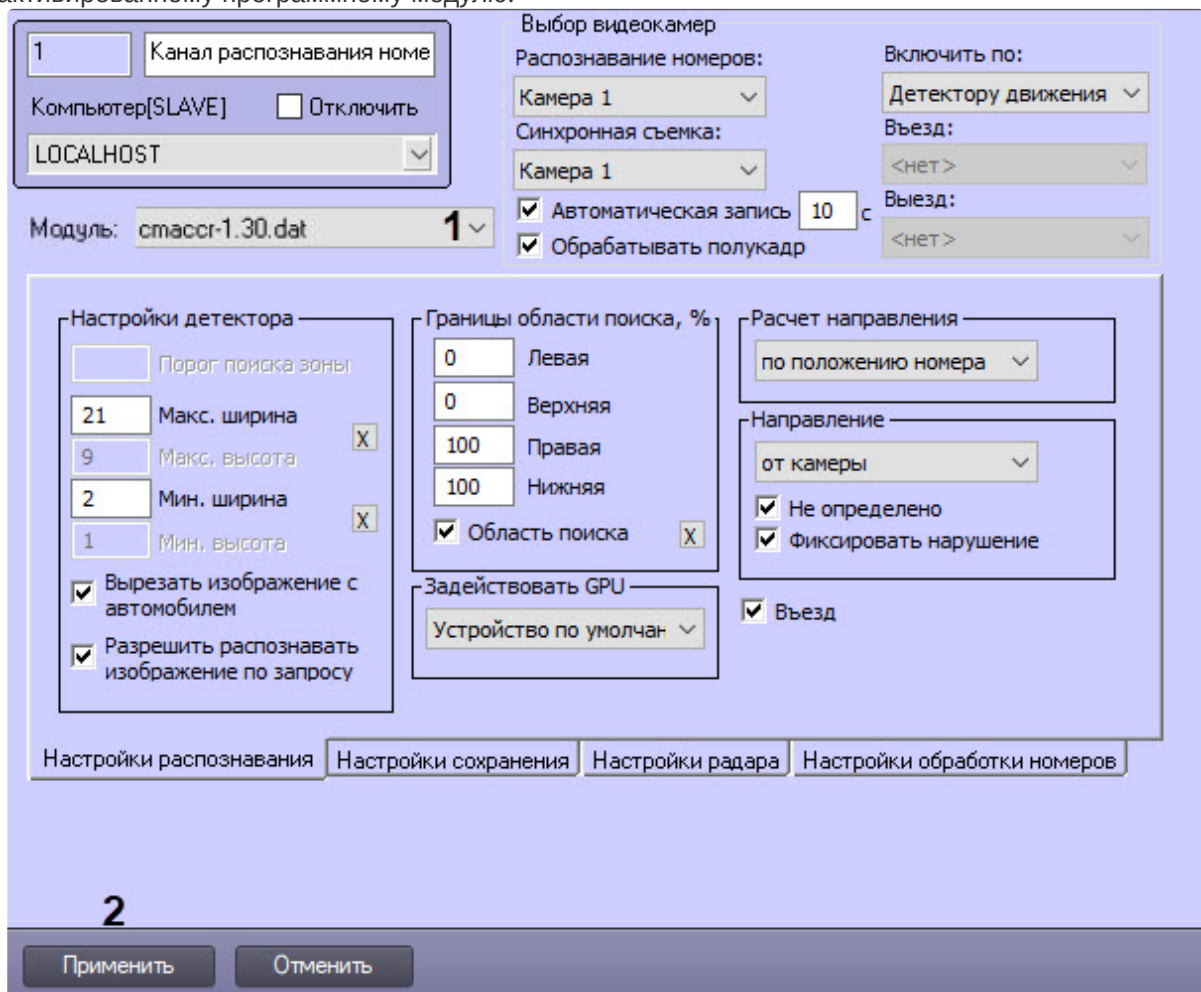 активированному программному модулю.
1
Канал распознавания номе
Компьютер[SLAVE]
Отключить
LOCALHOST
Модуль:
cmaccr-1.30.dat
1
Выбор видеокамер
Распознавание номеров:
Камера 1
Синхронная съемка:
Камера 1
Автоматическая запись 10 с
Обрабатывать полукадр
Включить по:
Детектору движения
Въезд:
<нет>
Выезд:
<нет>
Настройки детектора
Порог поиска зоны
21 Макс. ширина
X
9 Макс. высота
2 Мин. ширина
X
1 Мин. высота
Вырезать изображение с
автомобилем
Разрешить распознавать
изображение по запросу
Границы области поиска, %
0 Левая
0 Верхняя
100 Правая
100 Нижняя
Область поиска X
Задействовать GPU
Устройство по умолчан
Расчет направления
по положению номера
Направление
от камеры
Не определено
Фиксировать нарушение
Въезд
Настройки распознавания
Настройки сохранения
Настройки радара
Настройки обработки номеров
2
Применить
Отменить